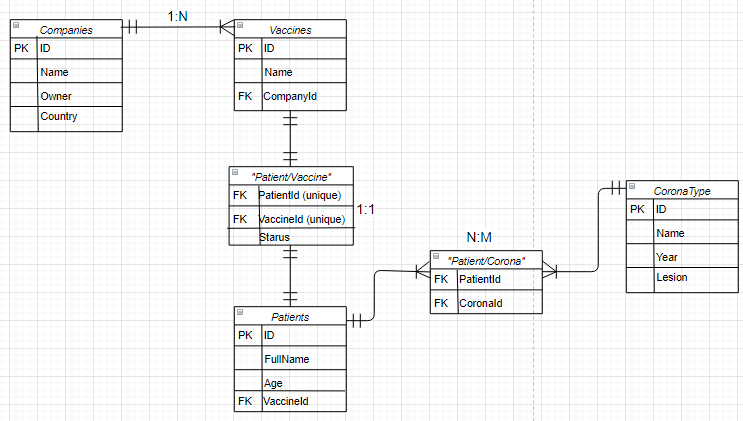 1:N
Companies
PK ID
Name
Owner
Country
Vaccines
PK ID
Name
FK CompanyId
"Patient/Vaccine"
FK PatientId (unique)
FK VaccineId (unique)
Starus
1:1
Patients
PK ID
FullName
Age
FK VaccineId
N:M
"Patient/Corona"
FK PatientId
FK CoronaId
CoronaType
PK ID
Name
Year
Lesion